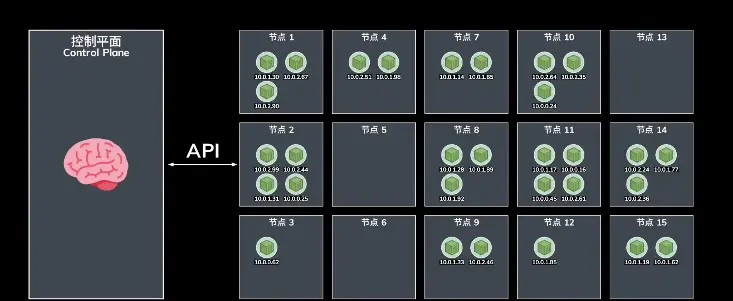 控制平面
Control Plane
API
节点 1
10.0.1.30 10.0.2.67
10.0.2.90
节点 4
10.0.2.51 10.0.1.98
节点 7
10.0.1.14 10.0.1.65
节点 10
10.0.2.64 10.0.2.35
10.0.0.24
节点 13
节点 2
10.0.2.99 10.0.2.44
10.0.1.31 10.0.0.25
节点 5
节点 8
10.0.1.28 10.0.1.89
10.0.1.92
节点 11
10.0.1.17 10.0.0.16
10.0.0.45 10.0.2.61
节点 14
10.0.2.24 10.0.1.77
10.0.2.36
节点 3
10.0.0.62
节点 6
节点 9
10.0.1.33 10.0.2.46
节点 12
10.0.1.85
节点 15
10.0.1.19 10.0.1.62